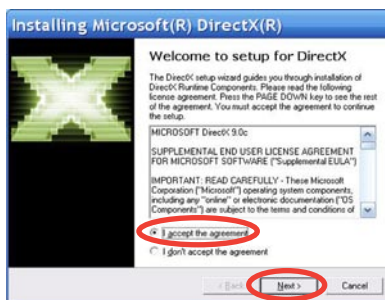 Installing Microsoft(R) DirectX(R)
Welcome to setup for DirectX
The DirectX setup wizard guides you through installation of
DirectX Runtime Components. Please read the following
license agreement. Press the PAGE DOWN key to see the rest
of the agreement. You must accept the agreement to continue
the setup.
MICROSOFT DirectX 9.0c
SUPPLEMENTAL END USER LICENSE AGREEMENT
FOR MICROSOFT SOFTWARE ("Supplemental EULA")
IMPORTANT: READ CAREFULLY - These Microsoft
Corporation ("Microsoft") operating system components,
including any "online" or electronic documentation ("OS
Components") are subject to the terms and conditions of
I accept the agreement
I don't accept the agreement
< Back Next > Cancel